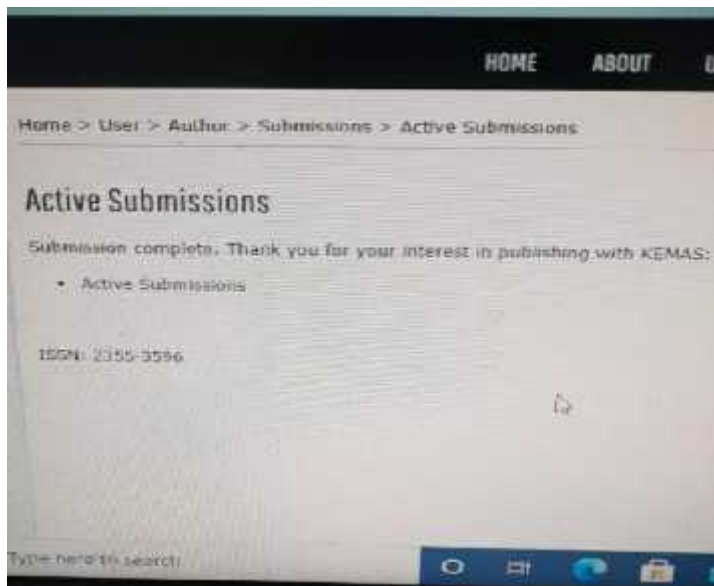 HOME ABOUT
Home > User > Author > Submissions > Active Submissions
Active Submissions
Submission complete. Thank you for your interest in publishing with KEMAS:
• Active Submissions
ISSN: 2355-3596
Type here to search